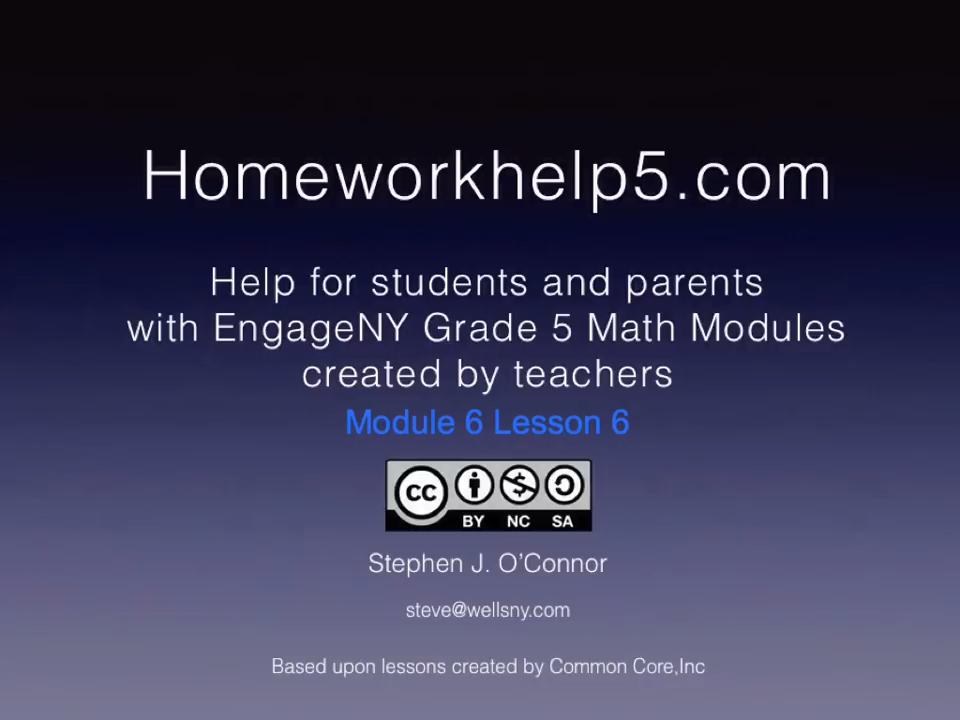 Homeworkhelp5.com
Help for students and parents
with EngageNY Grade 5 Math Modules
created by teachers
Module 6 Lesson 6
CC
BY NC SA
Stephen J. O'Connor
steve@wellsny.com
Based upon lessons created by Common Core,Inc